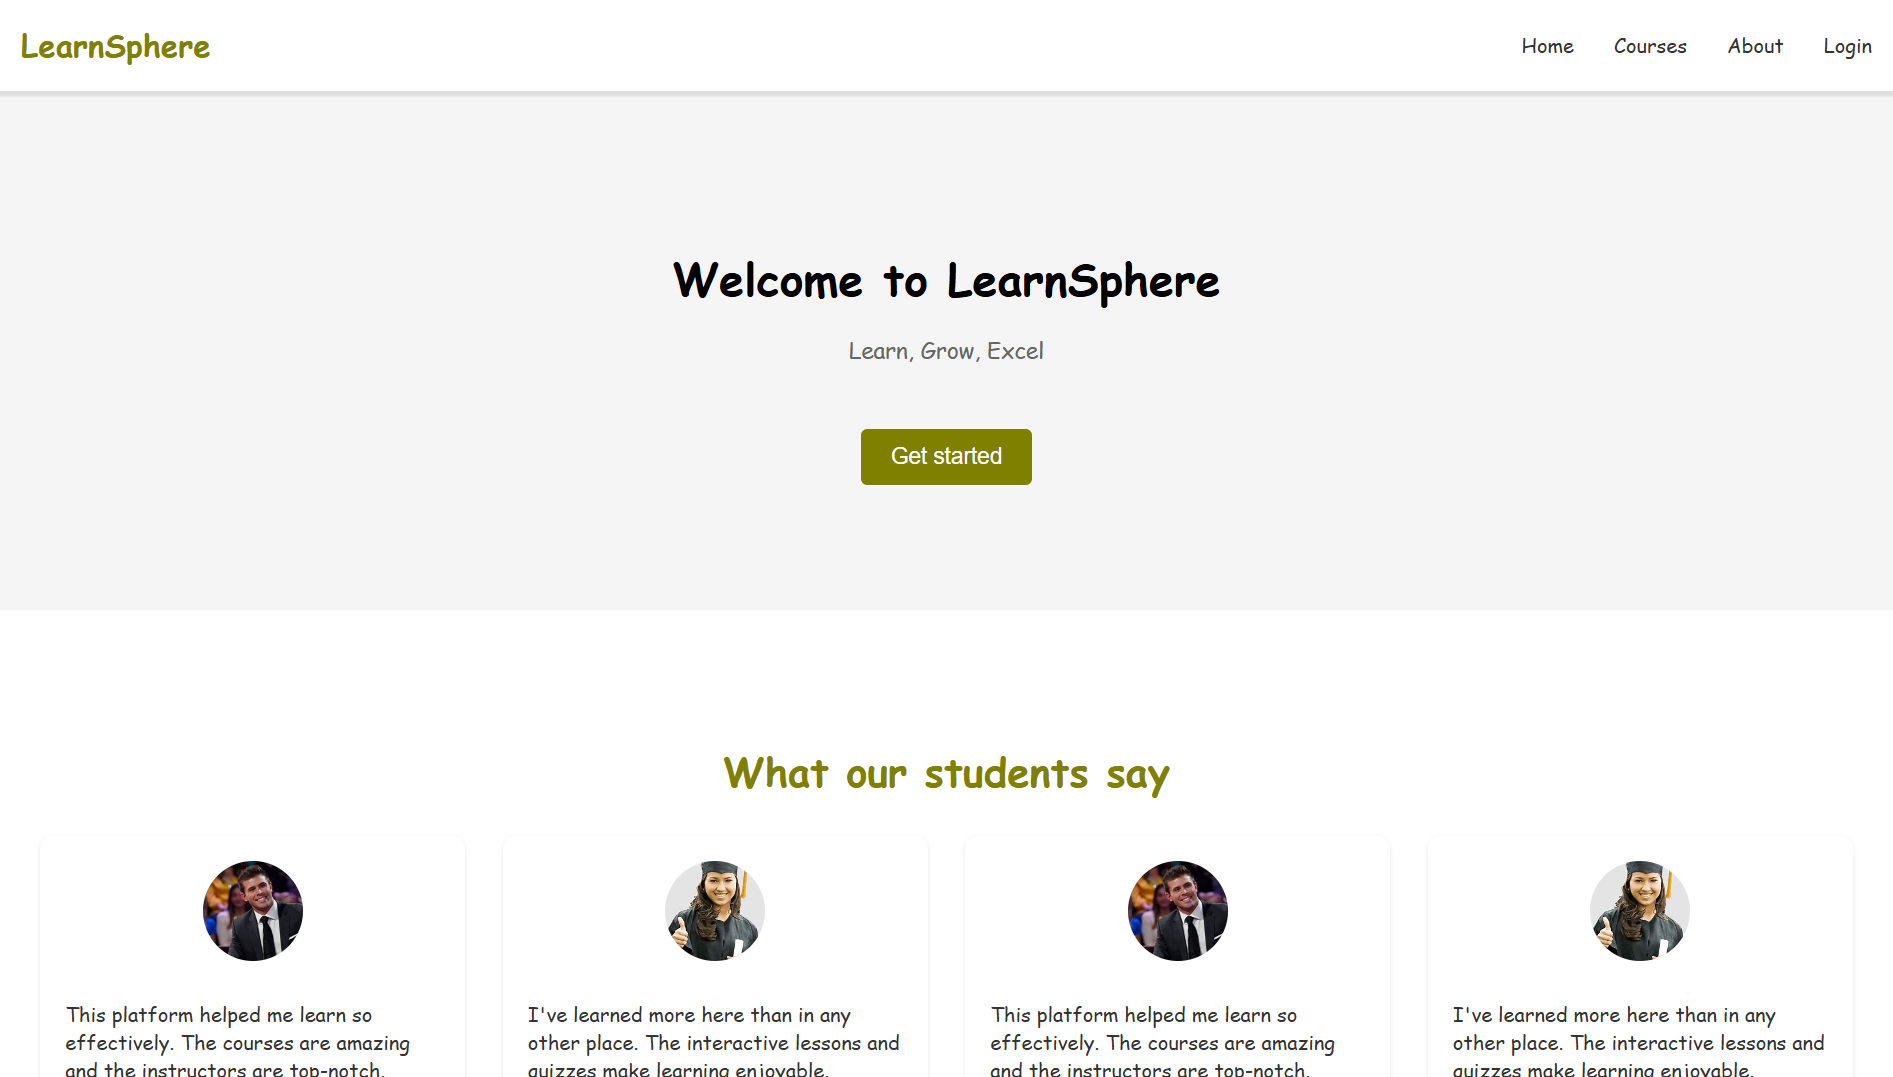 LearnSphere
Home Courses About Login
Welcome to LearnSphere
Learn, Grow, Excel
Get started
What our students say
This platform helped me learn so
effectively. The courses are amazing
and the instructors are top-notch.
I've learned more here than in any
other place. The interactive lessons and
quizzes make learning enjoyable.
This platform helped me learn so
effectively. The courses are amazing
and the instructors are top-notch.
I've learned more here than in any
other place. The interactive lessons and
quizzes make learning enjoyable.